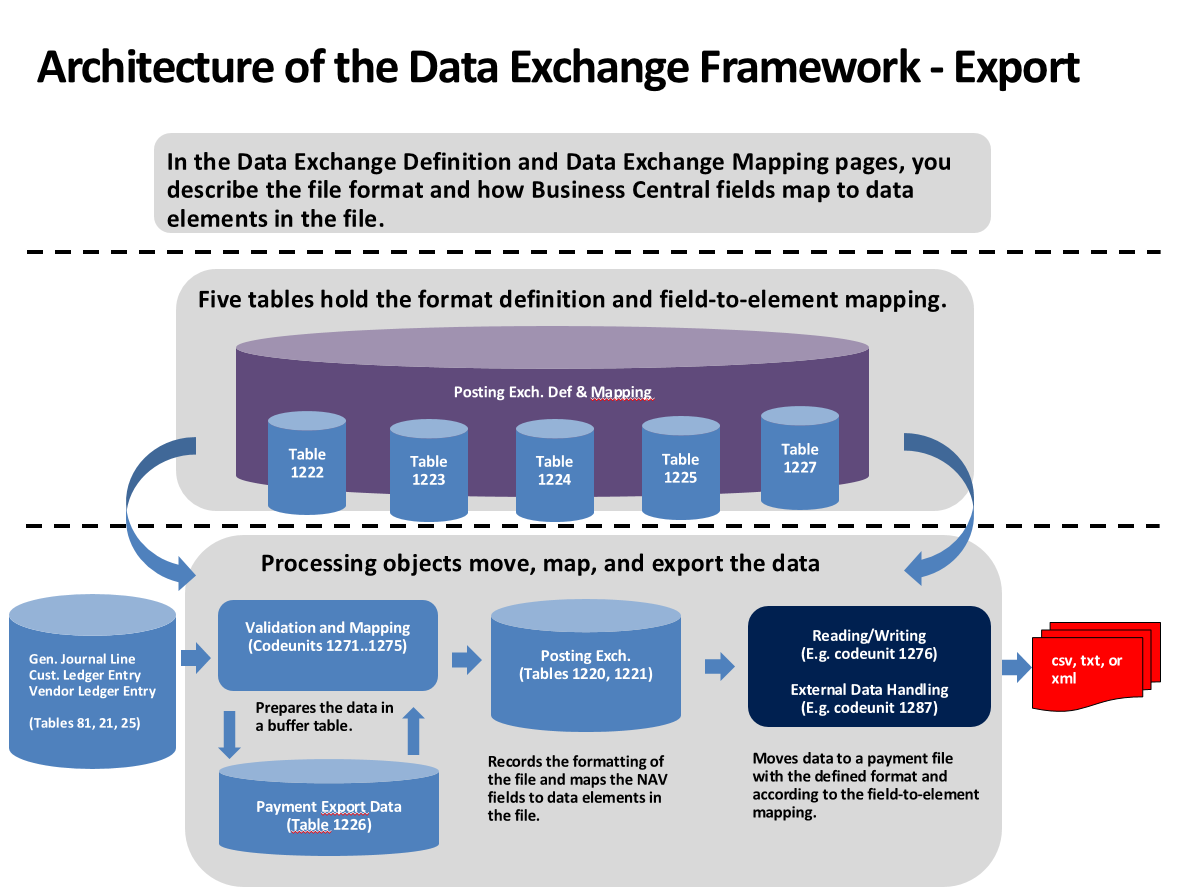 Architecture of the Data Exchange Framework - Export
In the Data Exchange Definition and Data Exchange Mapping pages, you
describe the file format and how Business Central fields map to data
elements in the file.
Five tables hold the format definition and field-to-element mapping.
Posting Exch. Def & Mapping
Table
1222
Table
1223
Table
1224
Table
1225
Table
1227
Processing objects move, map, and export the data
Gen. Journal Line
Cust. Ledger Entry
Vendor Ledger Entry
(Tables 81, 21, 25)
Validation and Mapping
(Codeunits 1271..1275)
Prepares the data in
a buffer table.
Payment Export Data
(Table 1226)
Posting Exch.
(Tables 1220, 1221)
Records the formatting of
the file and maps the NAV
fields to data elements in
the file.
Reading/Writing
(E.g. codeunit 1276)
External Data Handling
(E.g. codeunit 1287)
Moves data to a payment file
with the defined format and
according to the field-to-element
mapping.
csv, txt, or
xml